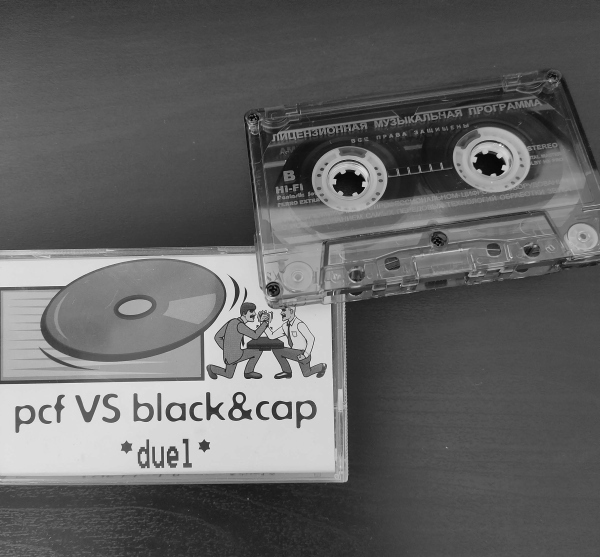 ЛИЦЕНЗИОННАЯ МУЗЫКАЛЬНАЯ ПРОГРАММА
ВСЕ ПРАВА ЗАЩИЩЕНЫ
STEREO
B
HI-FI
pcf VS black&cap
*duel*